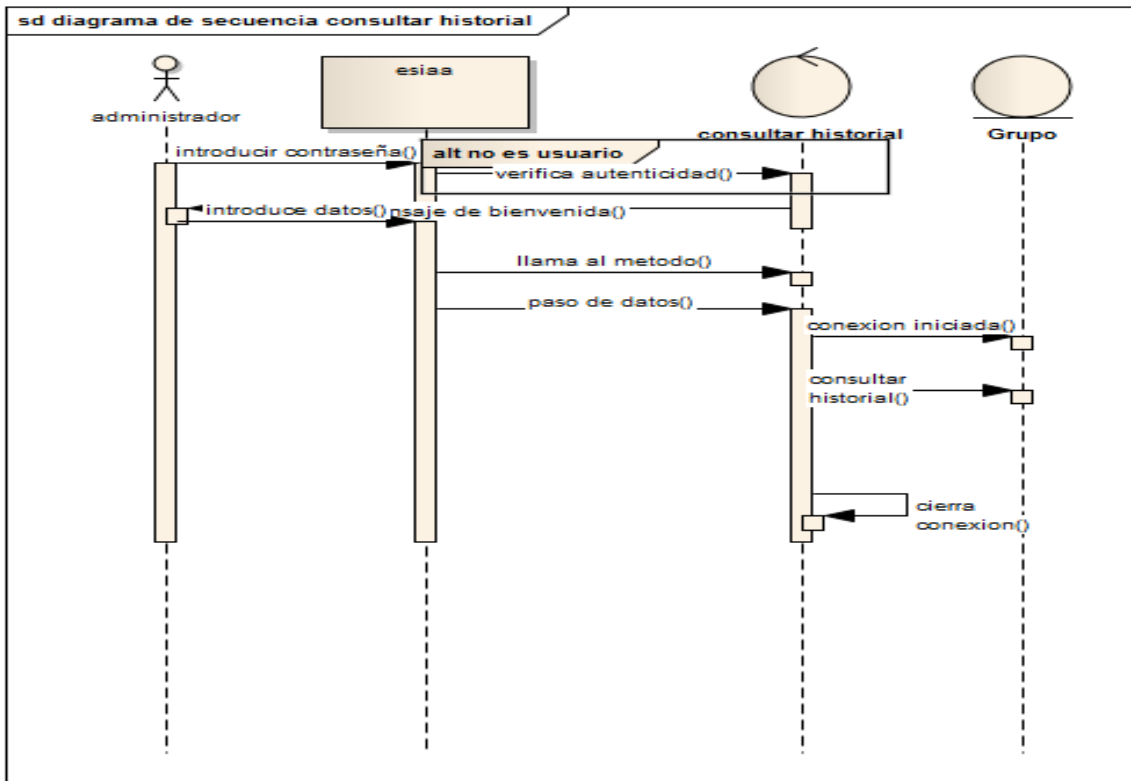 sd diagrama de secuencia consultar historial
esiaa
administrador
consultar historial
Grupo
introducir contraseña()
alt no es usuario
verifica autenticidad()
introduce datos()
de bienvenida()
llama al metodo()
paso de datos()
conexion iniciada()
consultar
historial()
cierra
conexion()